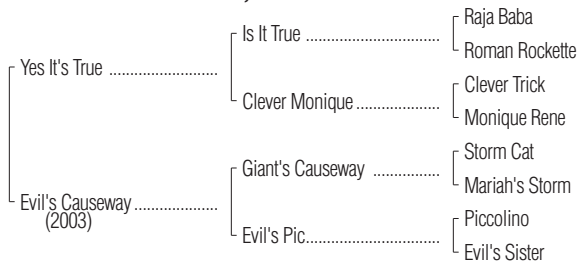 Raja Baba
Is It True ........................................
Roman Rockette
Yes It's True ................................
Clever Trick
Clever Monique .........................
Monique Rene
Storm Cat
Giant's Causeway ....................
Mariah's Storm
Evil's Causeway .........................
(2003)
Piccolino
Evil's Pic........................................
Evil's Sister